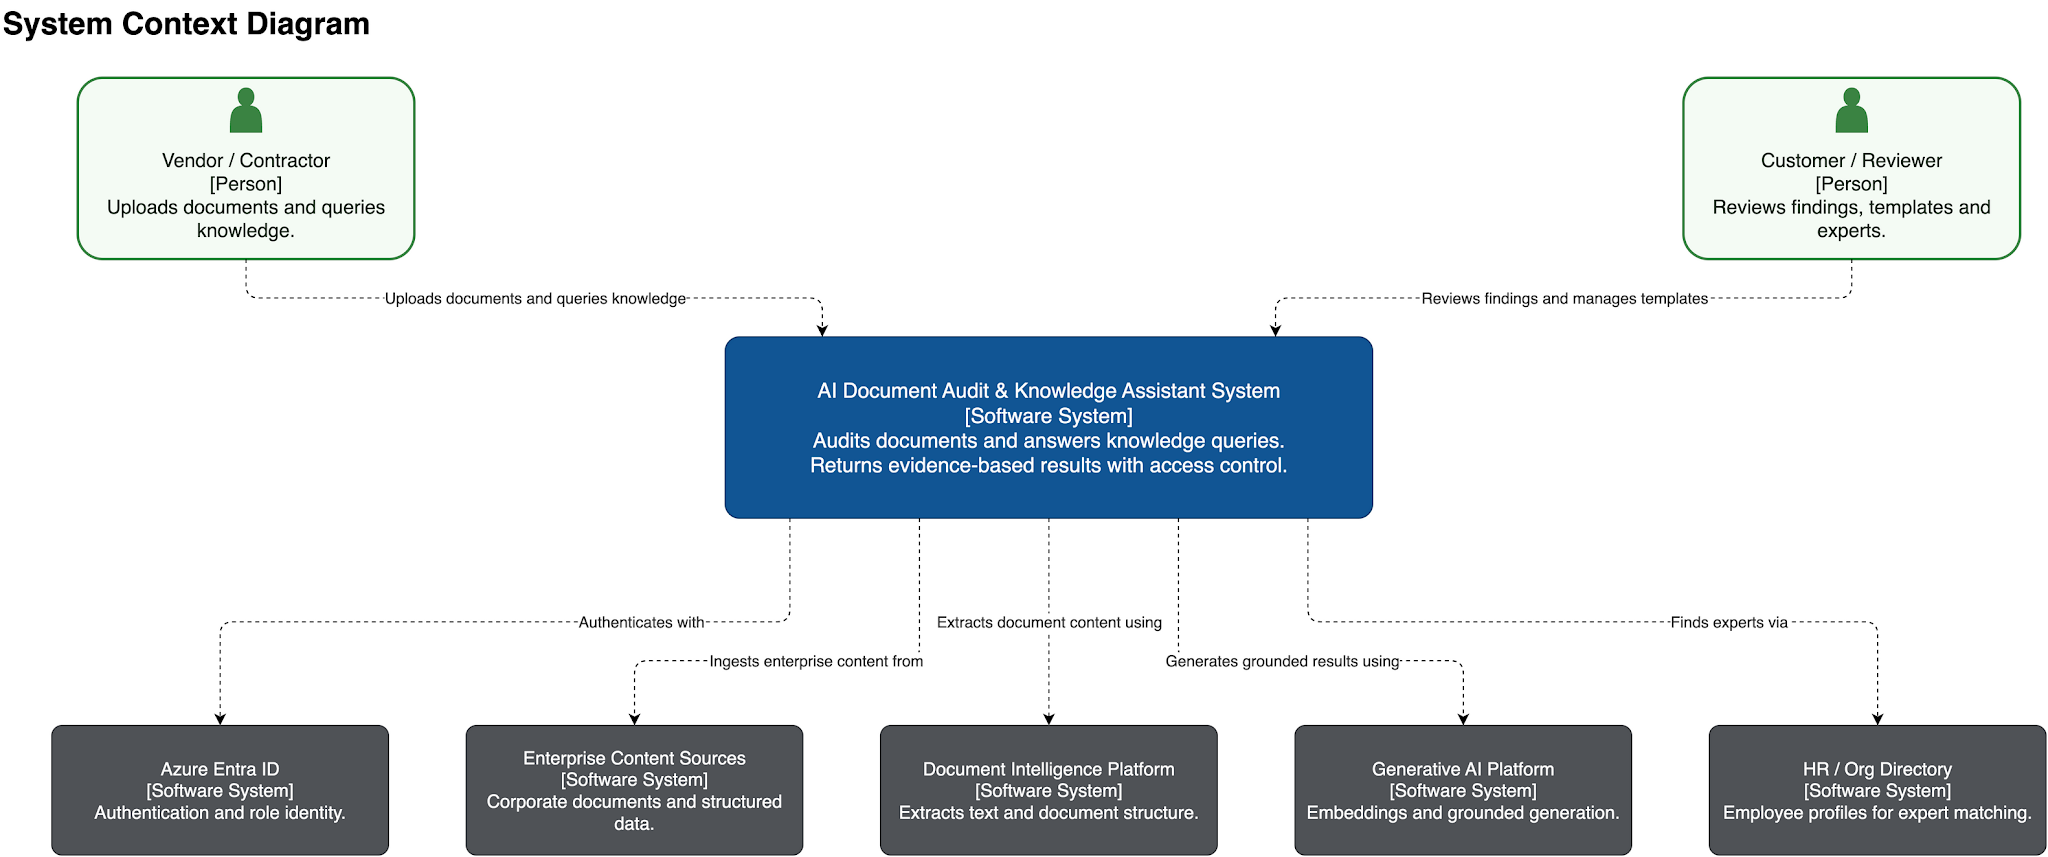 System Context Diagram
Vendor / Contractor
[Person]
Uploads documents and queries
knowledge.
Customer / Reviewer
[Person]
Reviews findings, templates and
experts.
Uploads documents and queries knowledge
Reviews findings and manages templates
AI Document Audit & Knowledge Assistant System
[Software System]
Audits documents and answers knowledge queries.
Returns evidence-based results with access control.
Authenticates with
Extracts document content using
Finds experts via
Ingests enterprise content from
Generates grounded results using
Azure Entra ID
[Software System]
Authentication and role identity.
Enterprise Content Sources
[Software System]
Corporate documents and structured
data.
Document Intelligence Platform
[Software System]
Extracts text and document structure.
Generative AI Platform
[Software System]
Embeddings and grounded generation.
HR / Org Directory
[Software System]
Employee profiles for expert matching.